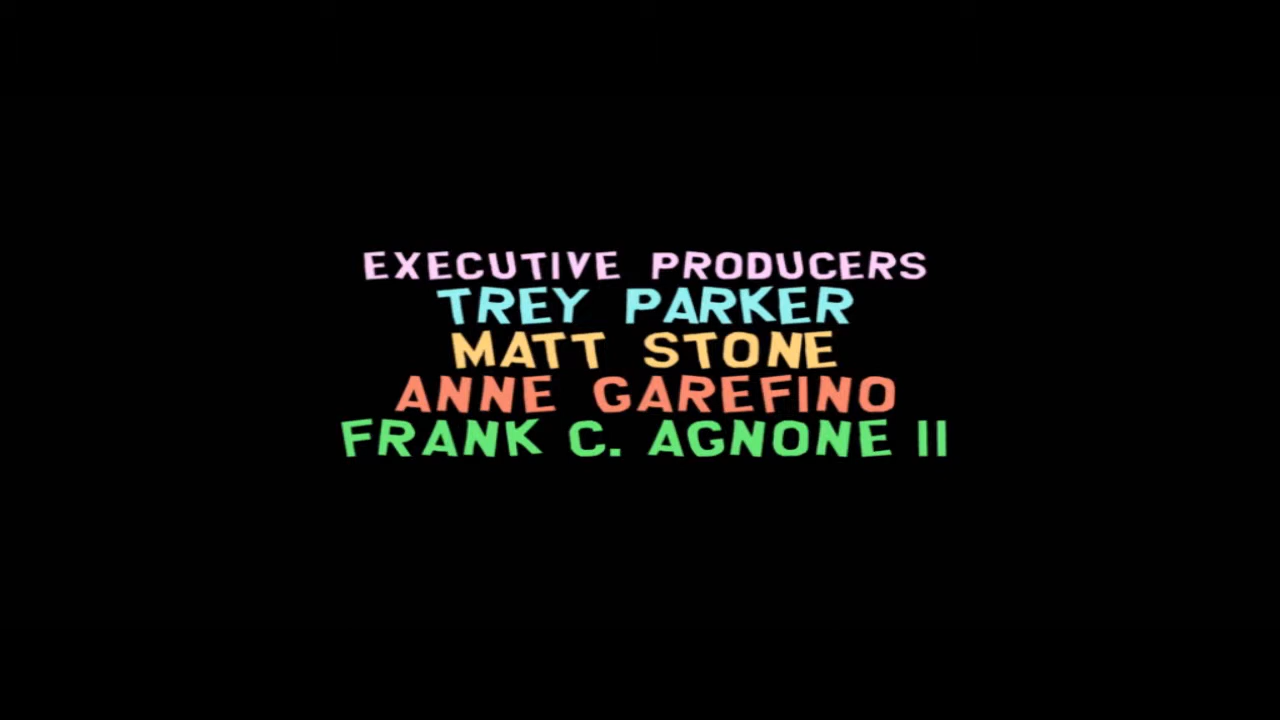 EXECUTIVE PRODUCERS
TREY PARKER
MATT STONE
ANNE GAREFINO
FRANK C. AGNONE II